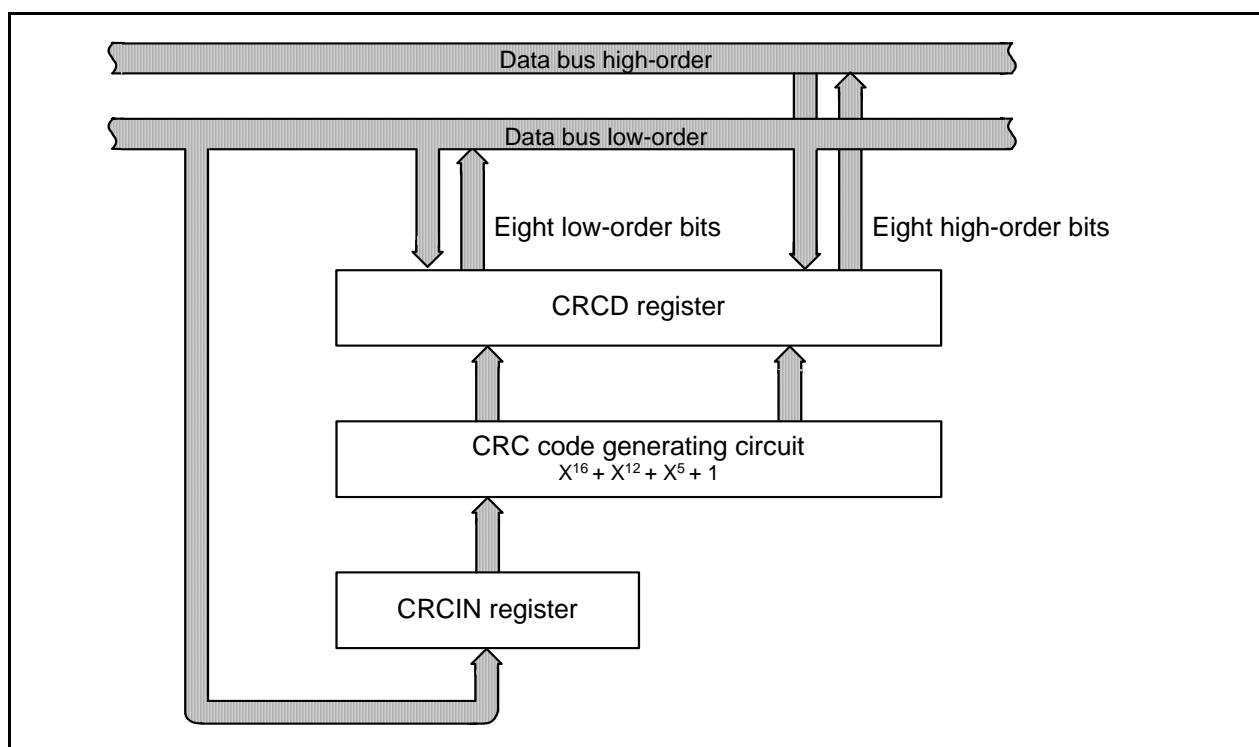 Data bus high-order
Data bus low-order
Eight low-order bits
Eight high-order bits
CRCD register
CRC code generating circuit
X¹⁶ + X¹² + X⁵ + 1
CRCIN register